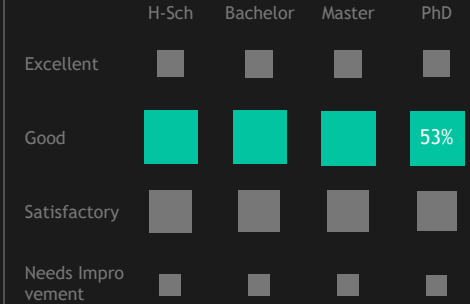 H-Sch Bachelor Master PhD
Excellent
Good 53%
Satisfactory
Needs Impro
vement